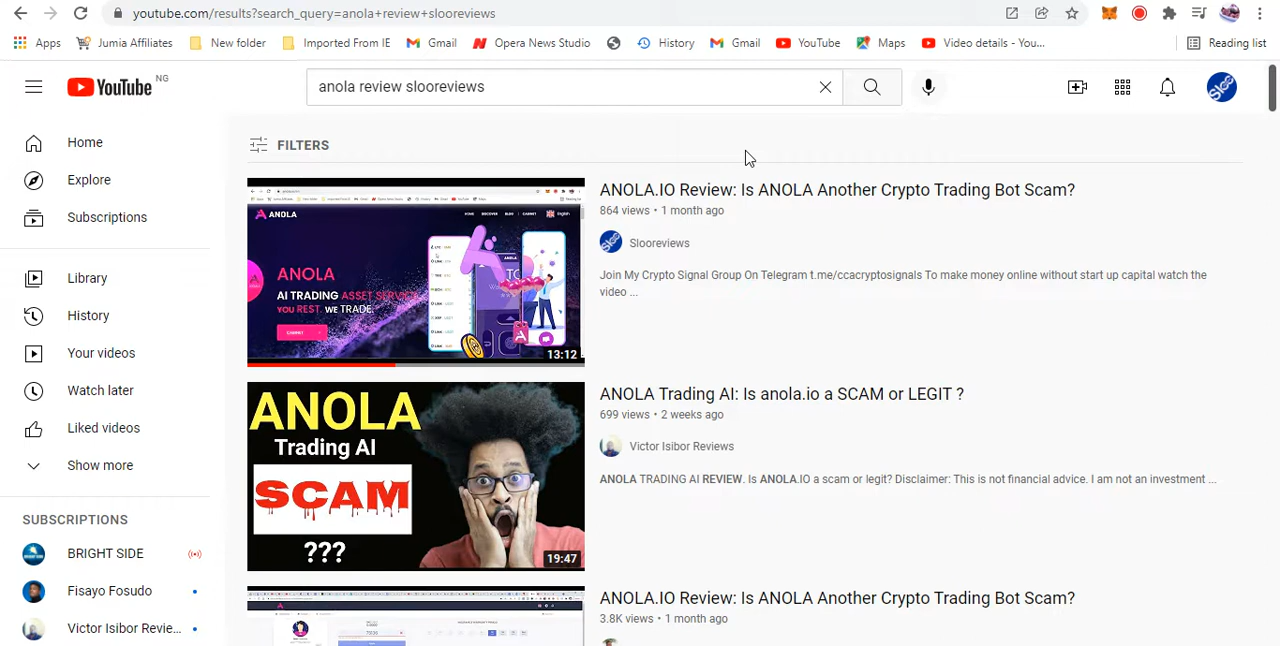 youtube.com/results?search_query=anola+review+slooreviews
Apps Jumia Affiliates New folder Imported From IE Gmail Opera News Studio History Gmail YouTube Maps Video details - You... Reading list
YouTube NG
anola review slooreviews
Home
Explore
Subscriptions
Library
History
Your videos
Watch later
Liked videos
Show more
SUBSCRIPTIONS
BRIGHT SIDE
Fisayo Fosudo
Victor Isibor Revie...
FILTERS
ANOLA
HOME DISCOVER BLOG CABINET English
ANOLA
AI TRADING ASSET SERVICE
YOU REST. WE TRADE.
CABINET
13:12
ANOLA.IO Review: Is ANOLA Another Crypto Trading Bot Scam?
864 views • 1 month ago
Slooreviews
Join My Crypto Signal Group On Telegram t.me/ccacryptosignals To make money online without start up capital watch the
video ...
ANOLA
Trading AI
SCAM
???
19:47
ANOLA Trading AI: Is anola.io a SCAM or LEGIT ?
699 views • 2 weeks ago
Victor Isibor Reviews
ANOLA TRADING AI REVIEW. Is ANOLA.IO a scam or legit? Disclaimer: This is not financial advice. I am not an investment ...
ANOLA.IO Review: Is ANOLA Another Crypto Trading Bot Scam?
3.8K views • 1 month ago